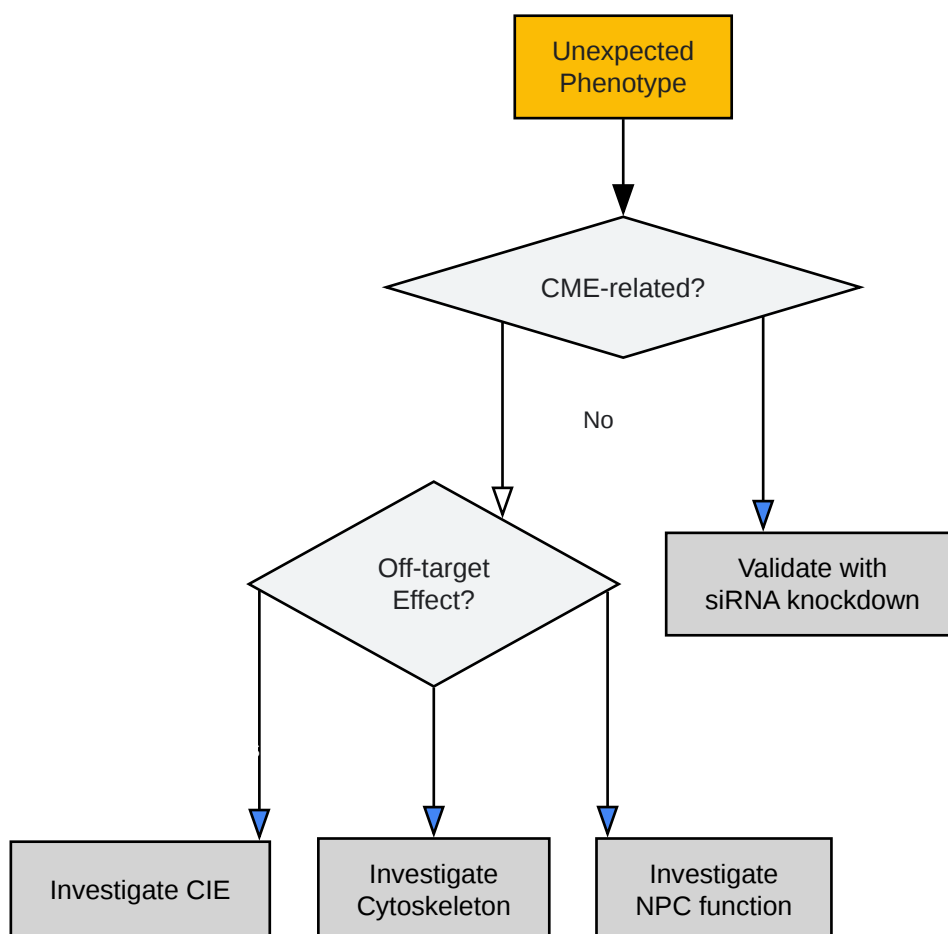 Unexpected
Phenotype
CME-related?
No
Off-target
Effect?
Validate with
siRNA knockdown
Investigate CIE
Investigate
Cytoskeleton
Investigate
NPC function